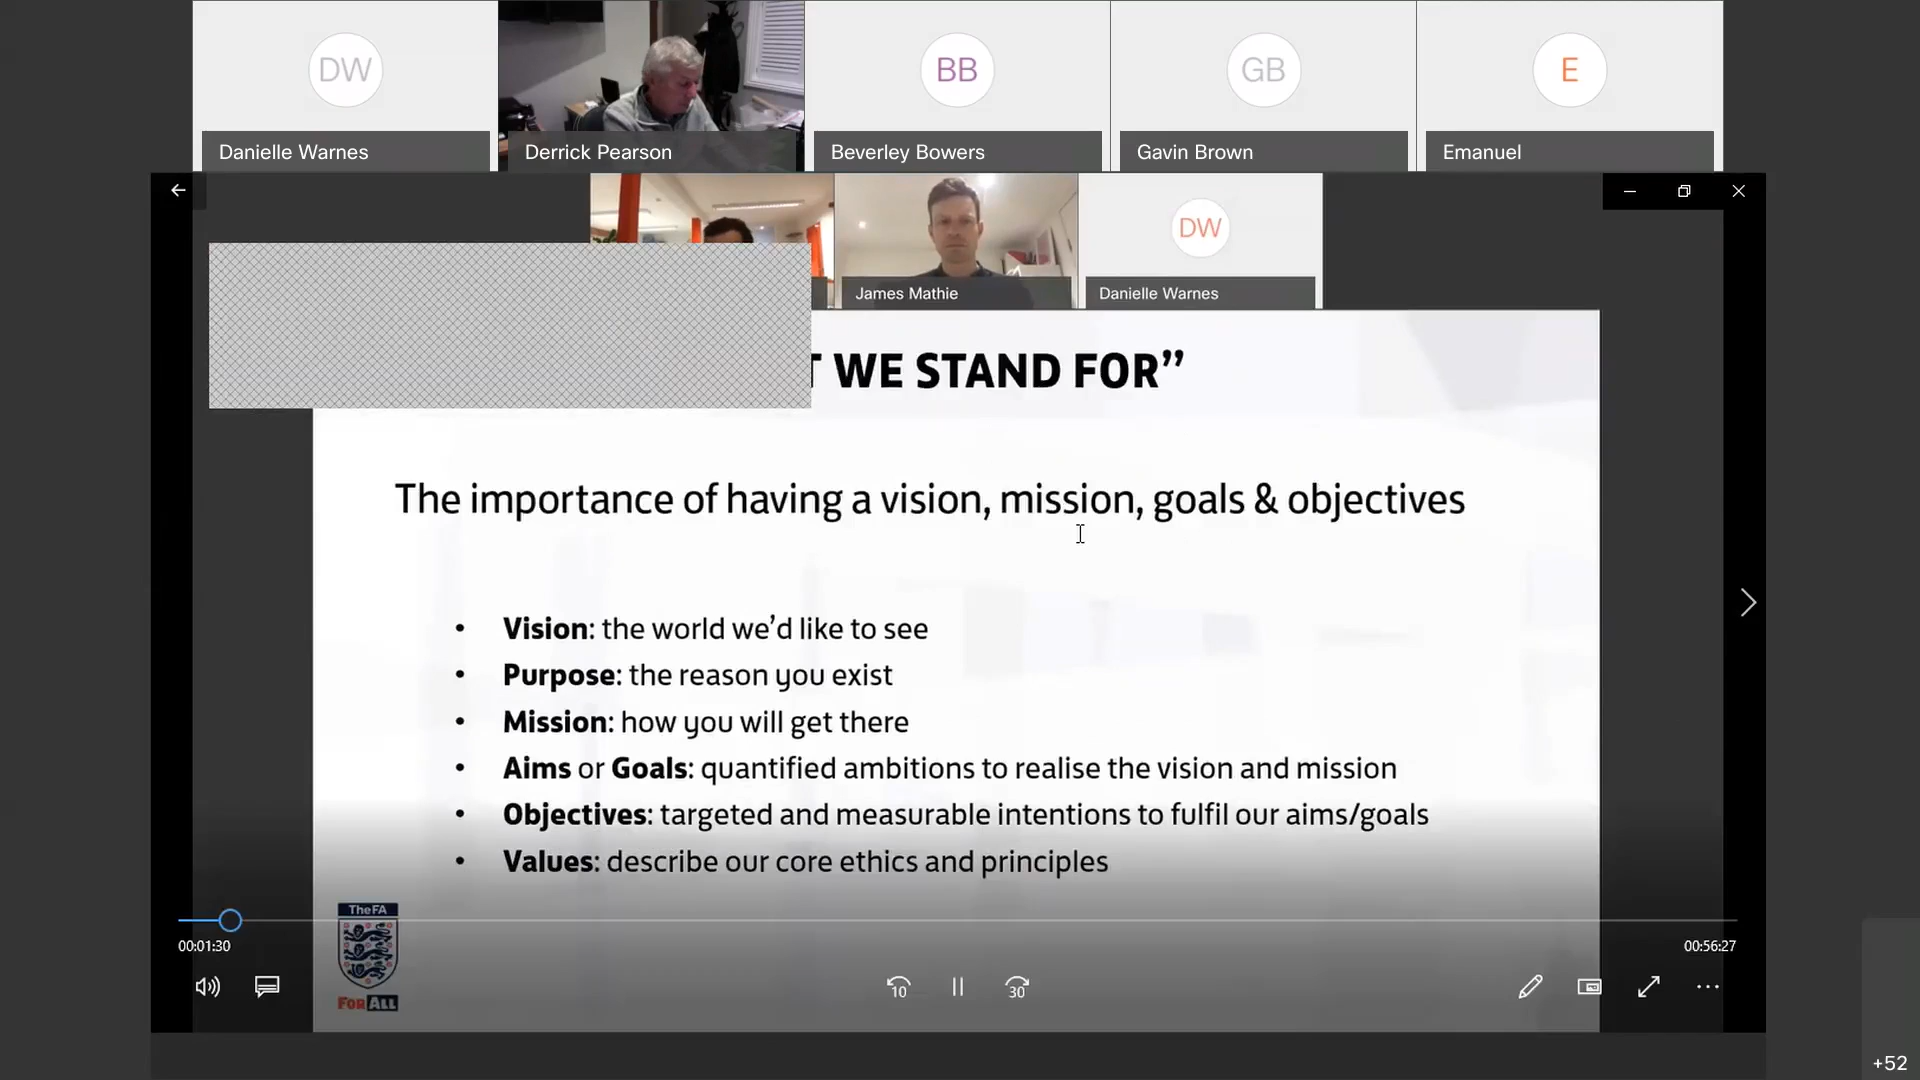 DW
BB
GB
E
Danielle Warnes
Derrick Pearson
Beverley Bowers
Gavin Brown
Emanuel
DW
James Mathie
Danielle Warnes
WE STAND FOR”
The importance of having a vision, mission, goals & objectives
• Vision: the world we’d like to see
• Purpose: the reason you exist
• Mission: how you will get there
• Aims or Goals: quantified ambitions to realise the vision and mission
• Objectives: targeted and measurable intentions to fulfil our aims/goals
• Values: describe our core ethics and principles
TheFA
FOR ALL
00:01:30
00:56:27
10
30
+52